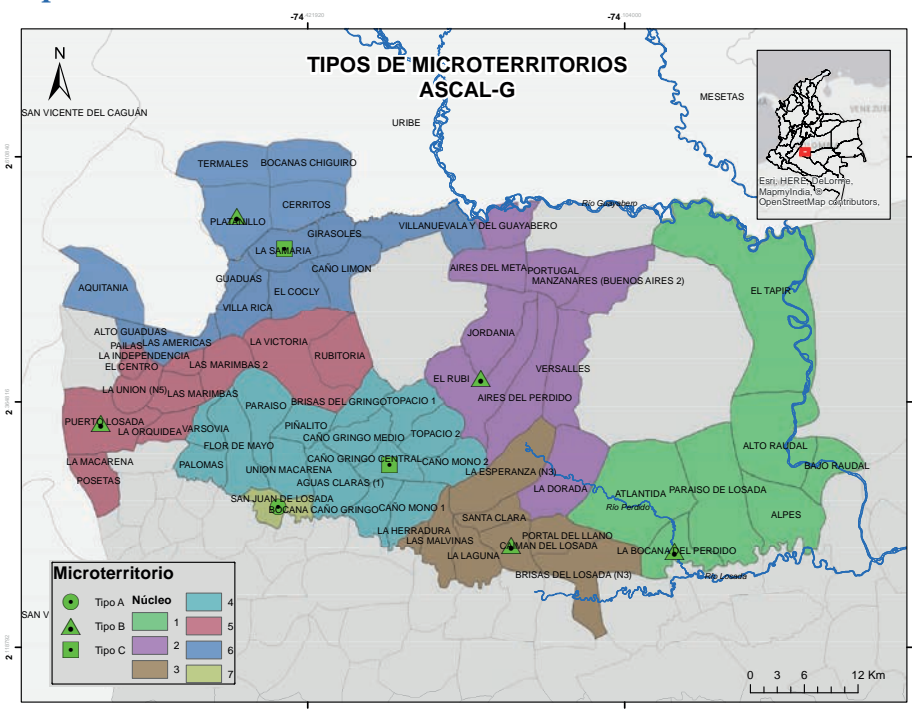 -74 421920
-74 194000
TIPOS DE MICROTERRITORIOS
ASCAL-G
N
SAN VICENTE DEL CAGUÁN
URIBE
MESETAS
VENEZUE
Esri, HERE, DeLorme,
MapmyIndia, ©
OpenStreetMap contributors,
TERMALES
BOCANAS CHIGUIRO
CERRITOS
PLATANILLO
GIRASOLES
VILLANUEVA
LA Y DEL GUAYABERO
Río Guayabero
LA SAMARIA
CAÑO LIMON
GUADUAS
EL COCLY
VILLA RICA
AQUITANIA
AIRES DEL META
PORTUGAL
MANZANARES (BUENOS AIRES 2)
EL TAPIR
ALTO GUADUAS
PAILAS
LAS AMERICAS
LA INDEPENDENCIA
EL CENTRO
LA VICTORIA
RUBITORIA
LAS MARIMBAS 2
JORDANIA
VERSALLES
EL RUBI
AIRES DEL PERDIDO
LA UNION (N5)
LAS MARIMBAS
PARAISO
BRISAS DEL GRINGO
TOPACIO 1
PUERTO LOSADA
LA ORQUIDEA
VARSOVIA
PIÑALITO
CAÑO GRINGO MEDIO
TOPACIO 2
FLOR DE MAYO
ALTO RAUDAL
BAJO RAUDAL
LA MACARENA
PALOMAS
UNION MACARENA
CAÑO GRINGO CENTRAL
CAÑO MONO 2
LA ESPERANZA (N3)
POSETAS
AGUAS CLARAS (1)
LA DORADA
ATLANTIDA
PARAISO DE LOSADA
SAN JUAN DE LOSADA
BOCANA CAÑO GRINGO
CAÑO MONO 1
Río Perdido
SANTA CLARA
ALPES
LA HERRADURA
LAS MALVINAS
PORTAL DEL LLANO
CAIMAN DEL LOSADA
LA BOCANA DEL PERDIDO
LA LAGUNA
BRISAS DEL LOSADA (N3)
Río Losada
SAN V
Microterritorio
Tipo A
Tipo B
Tipo C
Núcleo
1
2
3
4
5
6
7
0 3 6 12 Km